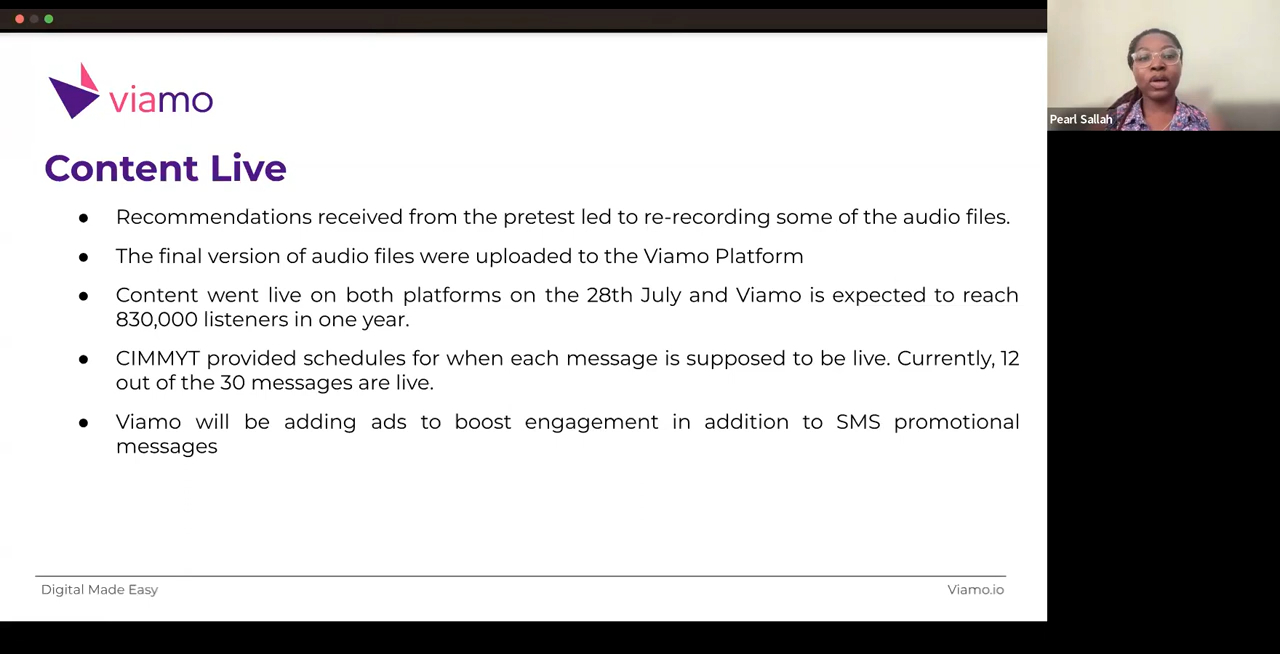 viamo
Pearl Sallah
Content Live
● Recommendations received from the pretest led to re-recording some of the audio files.
● The final version of audio files were uploaded to the Viamo Platform
● Content went live on both platforms on the 28th July and Viamo is expected to reach
830,000 listeners in one year.
● CIMMYT provided schedules for when each message is supposed to be live. Currently, 12
out of the 30 messages are live.
● Viamo will be adding ads to boost engagement in addition to SMS promotional
messages
Digital Made Easy
Viamo.io